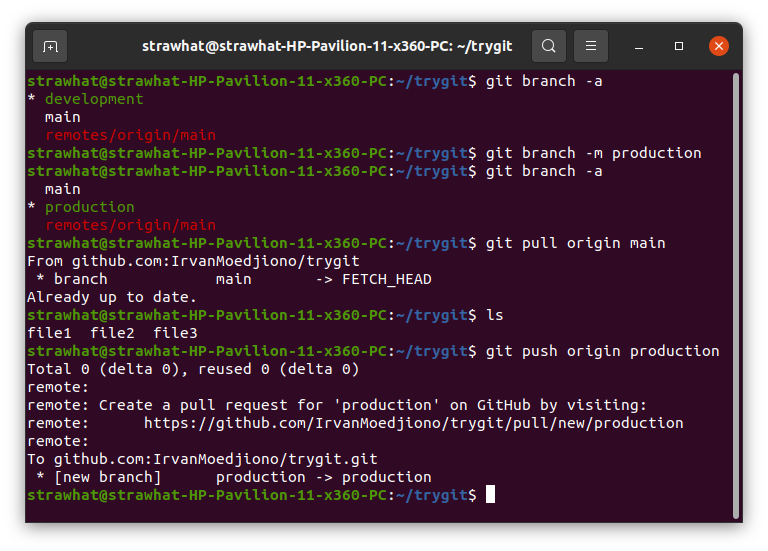 strawhat@strawhat-HP-Pavilion-11-x360-PC: ~/trygit
strawhat@strawhat-HP-Pavilion-11-x360-PC:~/trygit$ git branch -a
* development
  main
  remotes/origin/main
strawhat@strawhat-HP-Pavilion-11-x360-PC:~/trygit$ git branch -m production
strawhat@strawhat-HP-Pavilion-11-x360-PC:~/trygit$ git branch -a
  main
* production
  remotes/origin/main
strawhat@strawhat-HP-Pavilion-11-x360-PC:~/trygit$ git pull origin main
From github.com:IrvanMoedjiono/trygit
 * branch            main       -> FETCH_HEAD
Already up to date.
strawhat@strawhat-HP-Pavilion-11-x360-PC:~/trygit$ ls
file1  file2  file3
strawhat@strawhat-HP-Pavilion-11-x360-PC:~/trygit$ git push origin production
Total 0 (delta 0), reused 0 (delta 0)
remote:
remote: Create a pull request for 'production' on GitHub by visiting:
remote:      https://github.com/IrvanMoedjiono/trygit/pull/new/production
remote:
To github.com:IrvanMoedjiono/trygit.git
 * [new branch]      production -> production
strawhat@strawhat-HP-Pavilion-11-x360-PC:~/trygit$